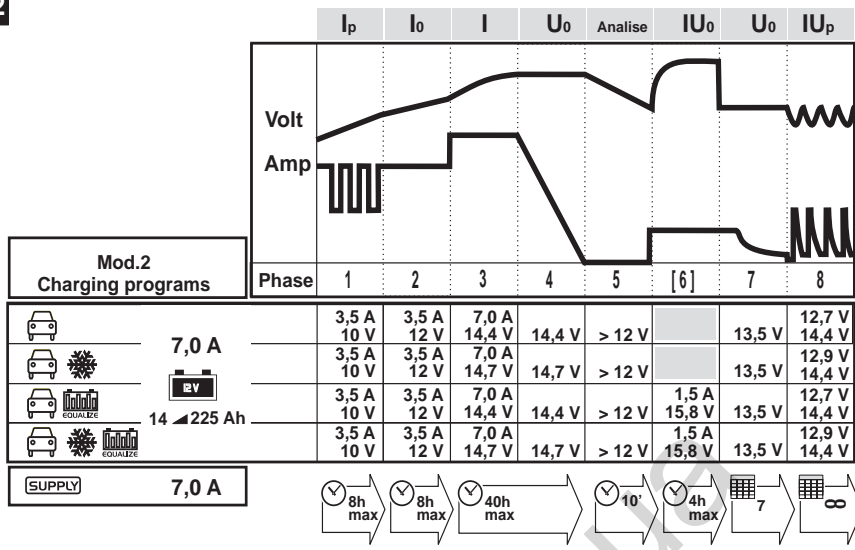 2
Ip I0 I U0 Analise IU0 U0 IUp
Volt
Amp
Mod.2
Charging programs
Phase 1 2 3 4 5 [6] 7 8
7,0 A
12V
14 225 Ah
3,5 A 3,5 A 7,0 A 12,7 V
10 V 12 V 14,4 V 14,4 V > 12 V 13,5 V 14,4 V
3,5 A 3,5 A 7,0 A 12,9 V
10 V 12 V 14,7 V 14,7 V > 12 V 13,5 V 14,4 V
EQUALIZE
3,5 A 3,5 A 7,0 A 1,5 A 12,7 V
10 V 12 V 14,4 V 14,4 V > 12 V 15,8 V 13,5 V 14,4 V
EQUALIZE
3,5 A 3,5 A 7,0 A 1,5 A 12,9 V
10 V 12 V 14,7 V 14,7 V > 12 V 15,8 V 13,5 V 14,4 V
SUPPLY 7,0 A
8h 8h 40h 10' 4h 7 ∞
max max max max